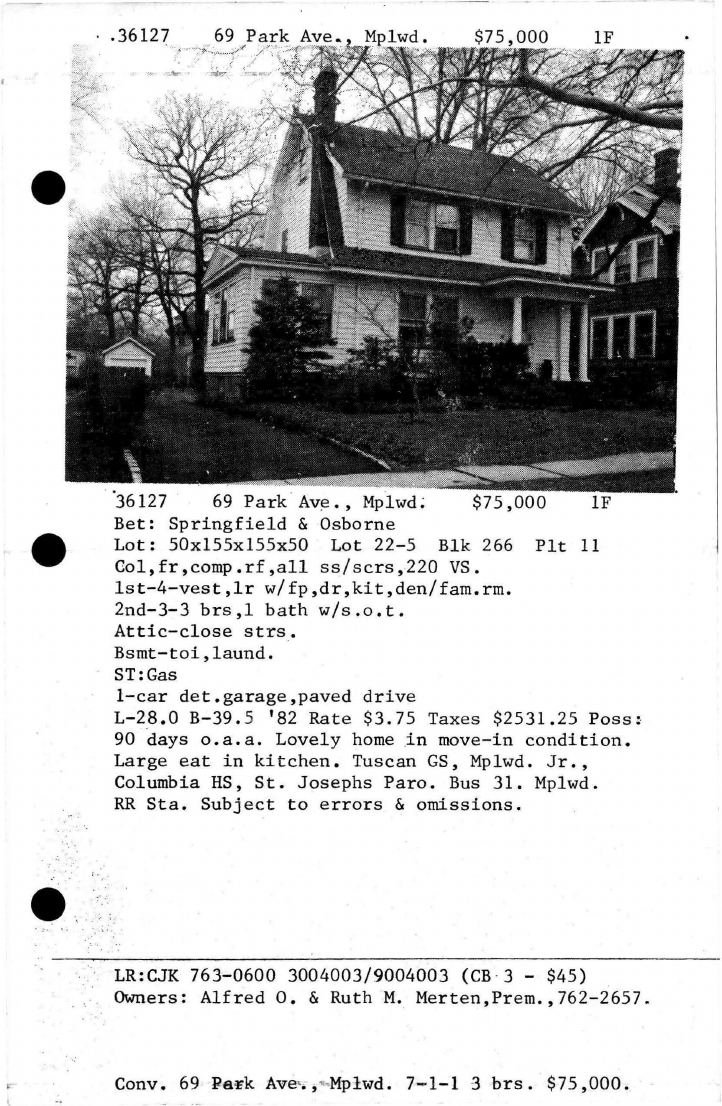 .36127 69 Park Ave., Mplwd. $75,000 1F
36127 69 Park Ave., Mplwd. $75,000 1F
Bet: Springfield & Osborne
Lot: 50x155x155x50 Lot 22-5 Blk 266 Plt 11
Col,fr,comp.rf,all ss/scrs,220 VS.
1st-4-vest,lr w/fp,dr,kit,den/fam.rm.
2nd-3-3 brs,1 bath w/s.o.t.
Attic-close strs.
Bsmt-toi,laund.
ST:Gas
1-car det.garage,paved drive
L-28.0 B-39.5 '82 Rate $3.75 Taxes $2531.25 Poss:
90 days o.a.a. Lovely home in move-in condition.
Large eat in kitchen. Tuscan GS, Mplwd. Jr.,
Columbia HS, St. Josephs Paro. Bus 31. Mplwd.
RR Sta. Subject to errors & omissions.
LR:CJK 763-0600 3004003/9004003 (CB 3 - $45)
Owners: Alfred O. & Ruth M. Merten,Prem.,762-2657.
Conv. 69 Park Ave., Mplwd. 7-1-1 3 brs. $75,000.